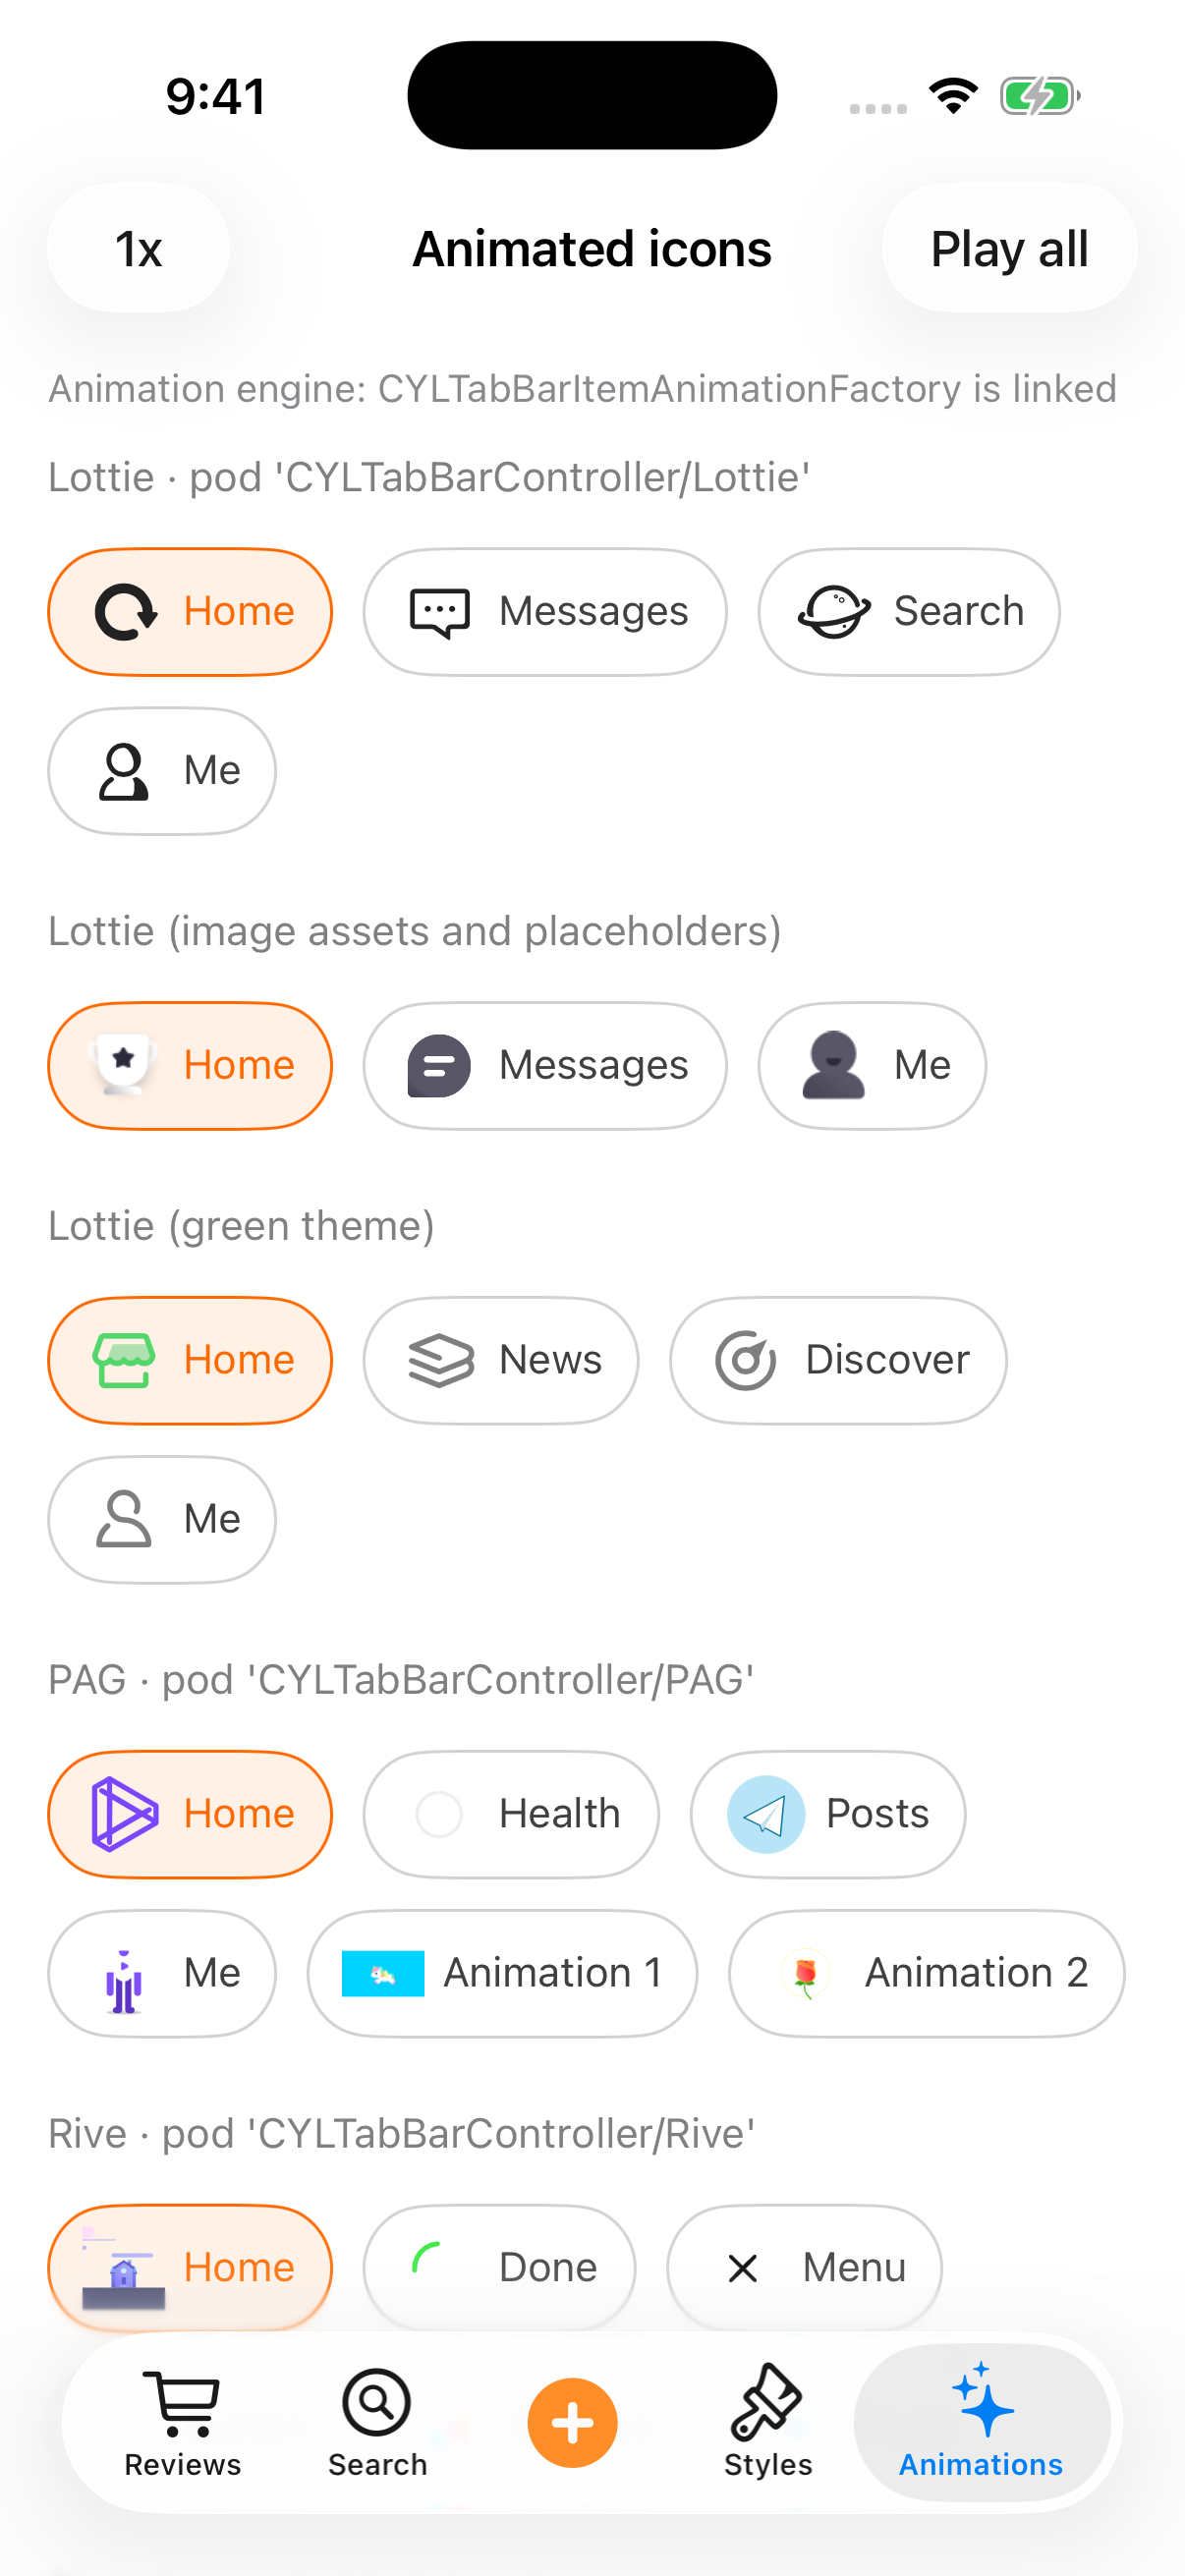 9:41
1x
Animated icons
Play all
Animation engine: CYLTabBarItemAnimationFactory is linked
Lottie · pod 'CYLTabBarController/Lottie'
Home
Messages
Search
Me
Lottie (image assets and placeholders)
Home
Messages
Me
Lottie (green theme)
Home
News
Discover
Me
PAG · pod 'CYLTabBarController/PAG'
Home
Health
Posts
Me
Animation 1
Animation 2
Rive · pod 'CYLTabBarController/Rive'
Home
Done
Menu
Reviews
Search
Styles
Animations